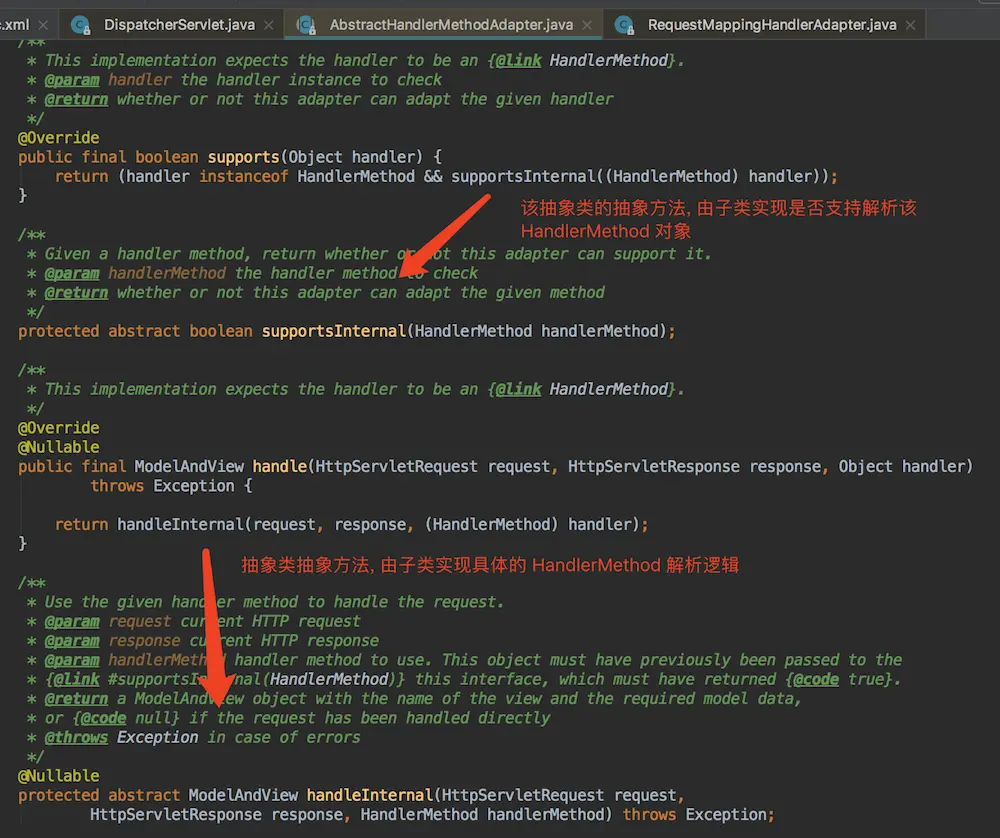 c.xml × DispatcherServlet.java × AbstractHandlerMethodAdapter.java × RequestMappingHandlerAdapter.java ×
/**
* This implementation expects the handler to be an {@link HandlerMethod}.
* @param handler the handler instance to check
* @return whether or not this adapter can adapt the given handler
*/
@Override
public final boolean supports(Object handler) {
return (handler instanceof HandlerMethod && supportsInternal((HandlerMethod) handler));
}
该抽象类的抽象方法, 由子类实现是否支持解析该
HandlerMethod 对象
/**
* Given a handler method, return whether or not this adapter can support it.
* @param handlerMethod the handler method to check
* @return whether or not this adapter can adapt the given method
*/
protected abstract boolean supportsInternal(HandlerMethod handlerMethod);
/**
* This implementation expects the handler to be an {@link HandlerMethod}.
*/
@Override
@Nullable
public final ModelAndView handle(HttpServletRequest request, HttpServletResponse response, Object handler)
throws Exception {
return handleInternal(request, response, (HandlerMethod) handler);
}
抽象类抽象方法, 由子类实现具体的 HandlerMethod 解析逻辑
/**
* Use the given handler method to handle the request.
* @param request current HTTP request
* @param response current HTTP response
* @param handlerMethod handler method to use. This object must have previously been passed to the
* {@link #supportsInternal(HandlerMethod)} this interface, which must have returned {@code true}.
* @return a ModelAndView object with the name of the view and the required model data,
* or {@code null} if the request has been handled directly
* @throws Exception in case of errors
*/
@Nullable
protected abstract ModelAndView handleInternal(HttpServletRequest request,
HttpServletResponse response, HandlerMethod handlerMethod) throws Exception;